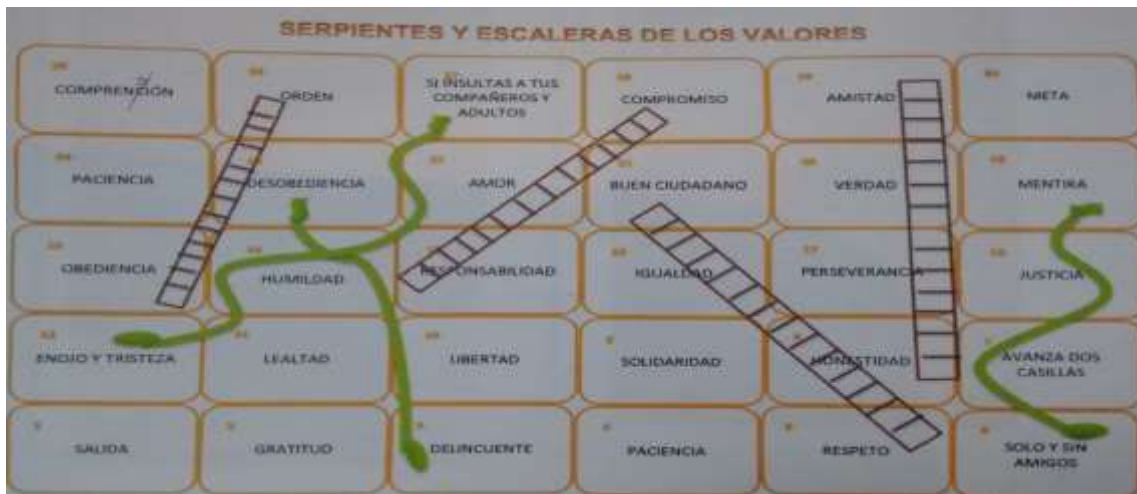 SERPIENTES Y ESCALERAS DE LOS VALORES
COMPRENCIÓN
ORDEN
SI INSULTAS A TUS
COMPAÑEROS Y
ADULTOS
COMPROMISO
AMISTAD
META
PACIENCIA
DESOBEDIENCIA
AMOR
BUEN CIUDADANO
VERDAD
MENTIRA
OBEDIENCIA
HUMILDAD
RESPONSABILIDAD
IGUALDAD
PERSEVERANCIA
JUSTICIA
ENOJO Y TRISTEZA
LEALTAD
LIBERTAD
SOLIDARIDAD
HONESTIDAD
AVANZA DOS
CASILLAS
SALIDA
GRATITUD
DELINCUENTE
PACIENCIA
RESPETO
SOLO Y SIN
AMIGOS